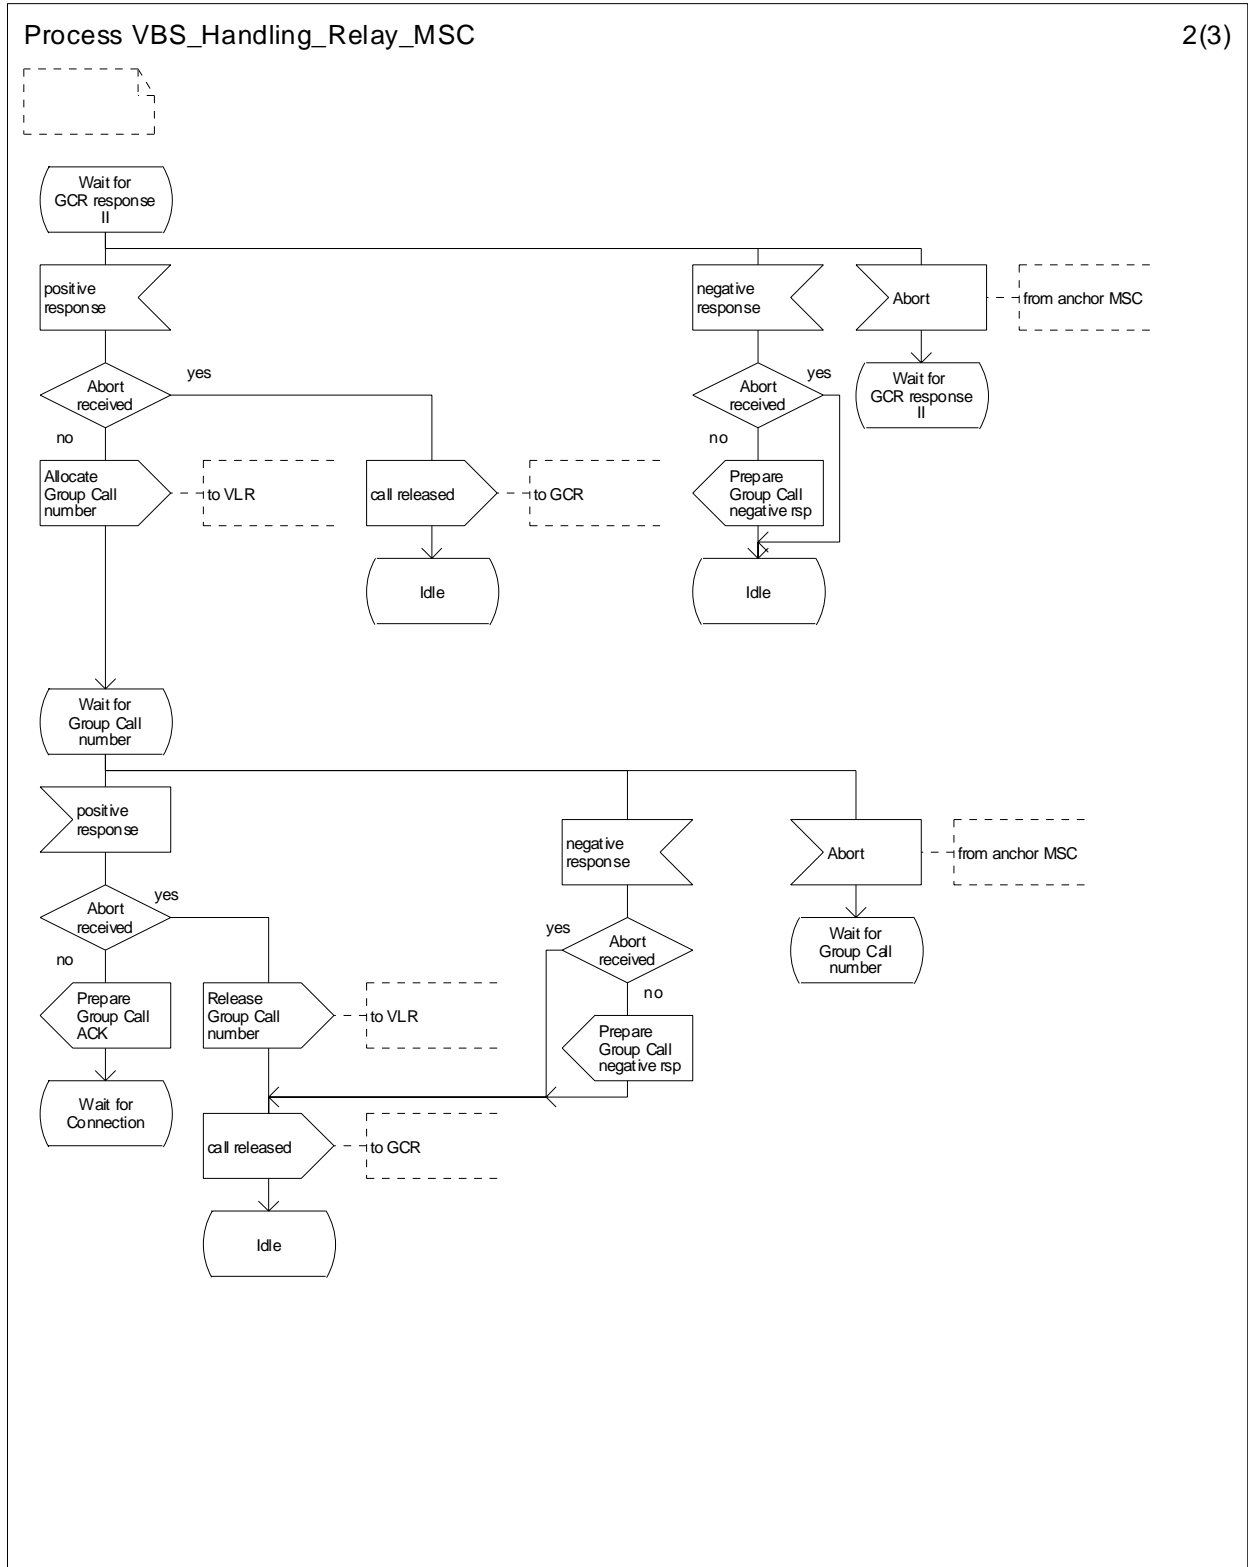 Process VBS_Handling_Relay_MSC
2(3)
Wait for
GCR response
II
positive
response
negative
response
Abort
from anchor MSC
Abort
received
yes
no
Abort
received
yes
no
Wait for
GCR response
II
Allocate
Group Call
number
to VLR
call released
to GCR
Prepare
Group Call
negative rsp
Idle
Idle
Wait for
Group Call
number
positive
response
negative
response
Abort
from anchor MSC
Abort
received
yes
no
yes
Abort
received
no
Wait for
Group Call
number
Prepare
Group Call
ACK
Release
Group Call
number
to VLR
Prepare
Group Call
negative rsp
Wait for
Connection
call released
to GCR
Idle